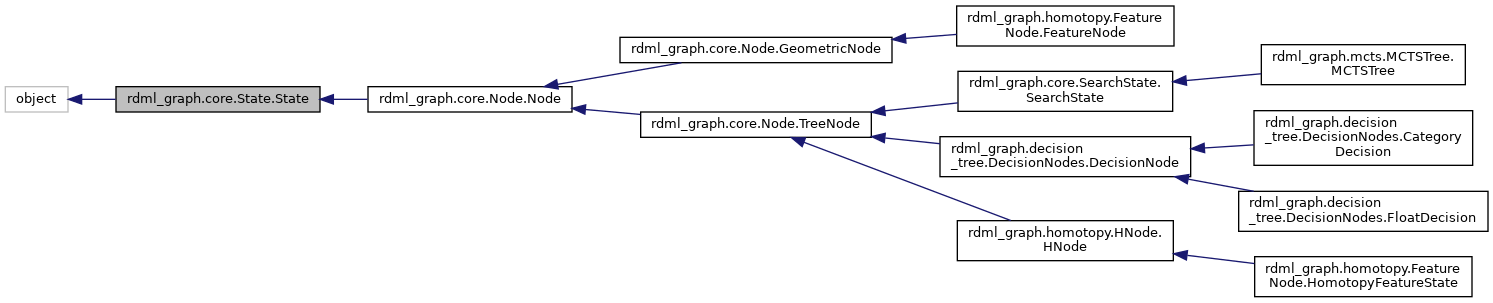 object
rdml_graph.core.State.State
rdml_graph.core.Node.Node
rdml_graph.core.Node.GeometricNode
rdml_graph.core.Node.TreeNode
rdml_graph.homotopy.Feature
Node.FeatureNode
rdml_graph.core.SearchState.
SearchState
rdml_graph.decision
_tree.DecisionNodes.DecisionNode
rdml_graph.homotopy.HNode.
HNode
rdml_graph.mcts.MCTSTree.
MCTSTree
rdml_graph.decision
_tree.DecisionNodes.Category
Decision
rdml_graph.decision
_tree.DecisionNodes.FloatDecision
rdml_graph.homotopy.Feature
Node.HomotopyFeatureState